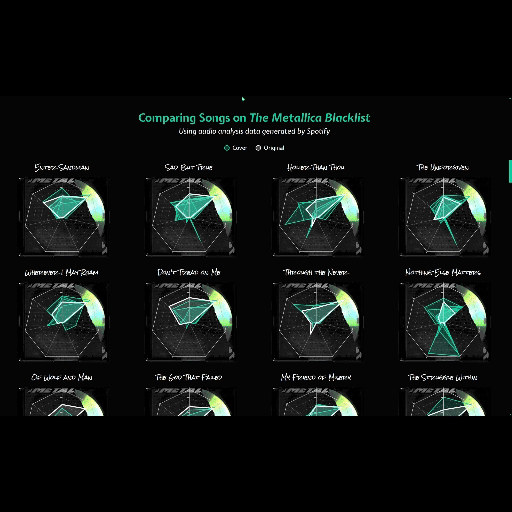 Comparing Songs on The Metallica Blacklist
Using audio analysis data generated by Spotify
Cover Original
Enter Sandman Sad But True Holier Than Thou The Unforgiven
Wherever I May Roam Don't Tread on Me Through the Never Nothing Else Matters
Of Wolf and Man The God That Failed My Friend of Misery The Struggle Within